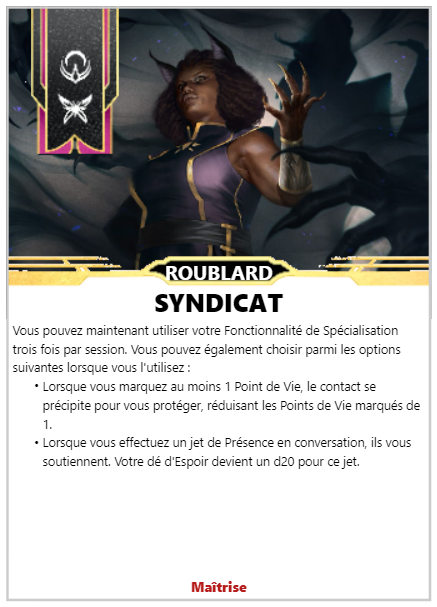 ROUBLARD
SYNDICAT
Vous pouvez maintenant utiliser votre Fonctionnalité de Spécialisation
trois fois par session. Vous pouvez également choisir parmi les options
suivantes lorsque vous l'utilisez :
• Lorsque vous marquez au moins 1 Point de Vie, le contact se
précipite pour vous protéger, réduisant les Points de Vie marqués de
1.
• Lorsque vous effectuez un jet de Présence en conversation, ils vous
soutiennent. Votre dé d'Espoir devient un d20 pour ce jet.
Maîtrise